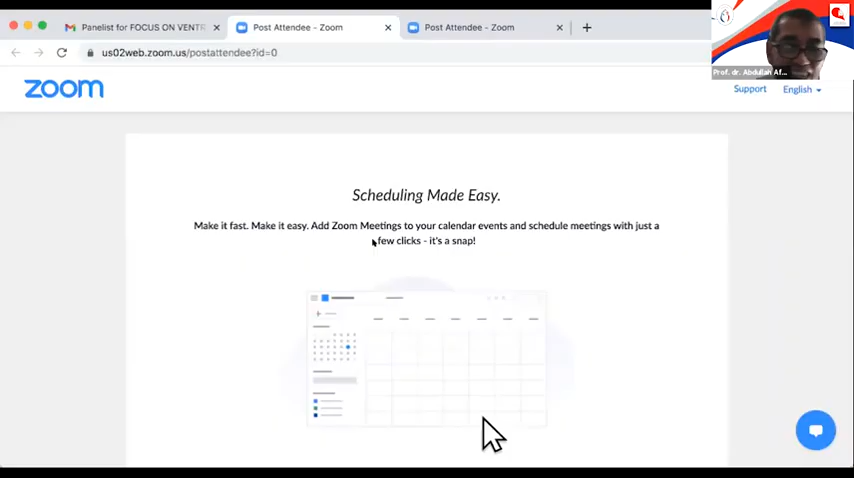 Panelist for FOCUS ON VENTR
Post Attendee - Zoom
Post Attendee - Zoom
us02web.zoom.us/postattendee?id=0
Prof. dr. Abdullah Af...
zoom
Support
English
Scheduling Made Easy.
Make it fast. Make it easy. Add Zoom Meetings to your calendar events and schedule meetings with just a
few clicks - it's a snap!